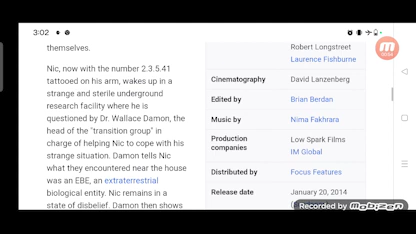 3:02
themselves.
Nic, now with the number 2.3.5.41
tattooed on his arm, wakes up in a
strange and sterile underground
research facility where he is
questioned by Dr. Wallace Damon, the
head of the "transition group" in
charge of helping Nic to cope with his
strange situation. Damon tells Nic
what they encountered near the house
was an EBE, an extraterrestrial
biological entity. Nic remains in a
state of disbelief. Damon then shows
Robert Longstreet
Laurence Fishburne
Cinematography David Lanzenberg
Edited by Brian Berdan
Music by Nima Fakhrara
Production Low Spark Films
companies IM Global
Distributed by Focus Features
Release date January 20, 2014
Recorded by Mobizen